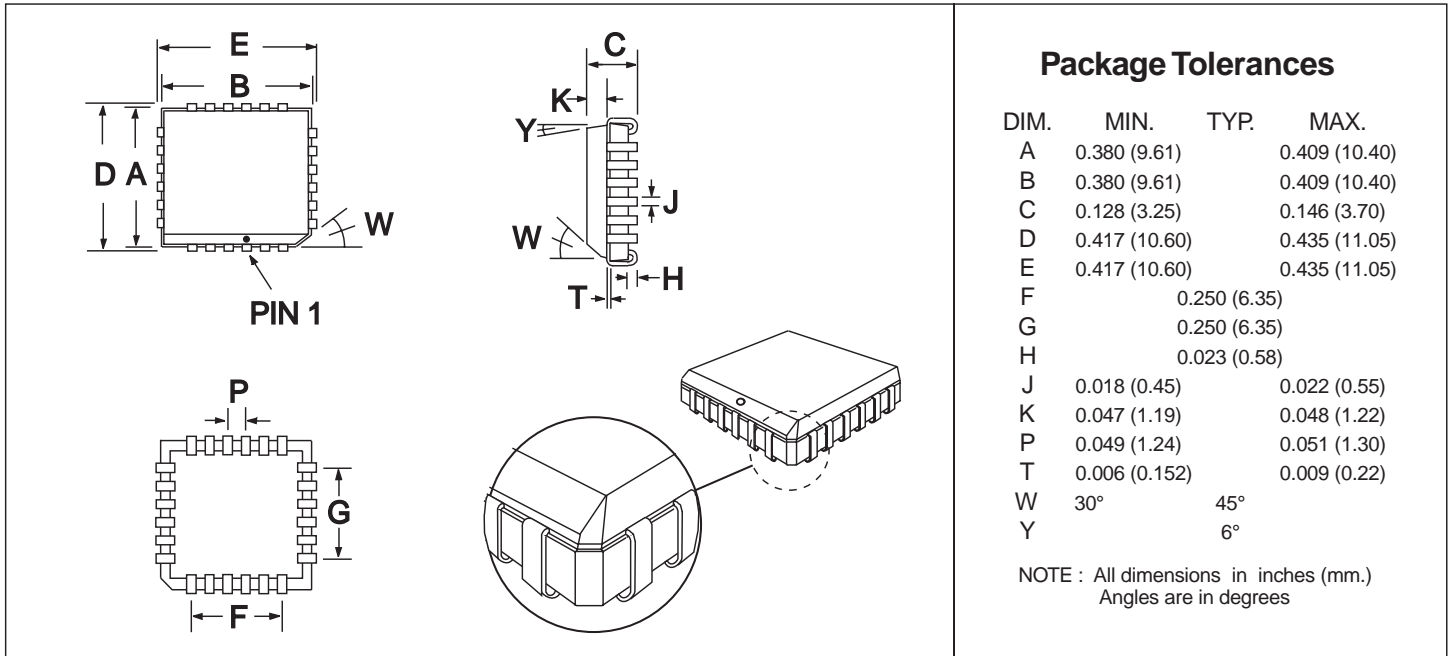 E
B
D A
W
PIN 1
C
K
Y
J
W
H
T
P
G
F
Package Tolerances
DIM. MIN. TYP. MAX.
A 0.380 (9.61) 0.409 (10.40)
B 0.380 (9.61) 0.409 (10.40)
C 0.128 (3.25) 0.146 (3.70)
D 0.417 (10.60) 0.435 (11.05)
E 0.417 (10.60) 0.435 (11.05)
F 0.250 (6.35)
G 0.250 (6.35)
H 0.023 (0.58)
J 0.018 (0.45) 0.022 (0.55)
K 0.047 (1.19) 0.048 (1.22)
P 0.049 (1.24) 0.051 (1.30)
T 0.006 (0.152) 0.009 (0.22)
W 30° 45°
Y 6°
NOTE : All dimensions in inches (mm.)
Angles are in degrees